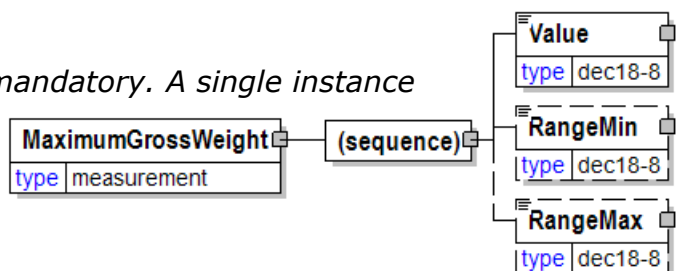 Value
type dec18-8
mandatory. A single instance
RangeMin
type dec18-8
MaximumGrossWeight
type measurement
(sequence)
RangeMax
type dec18-8